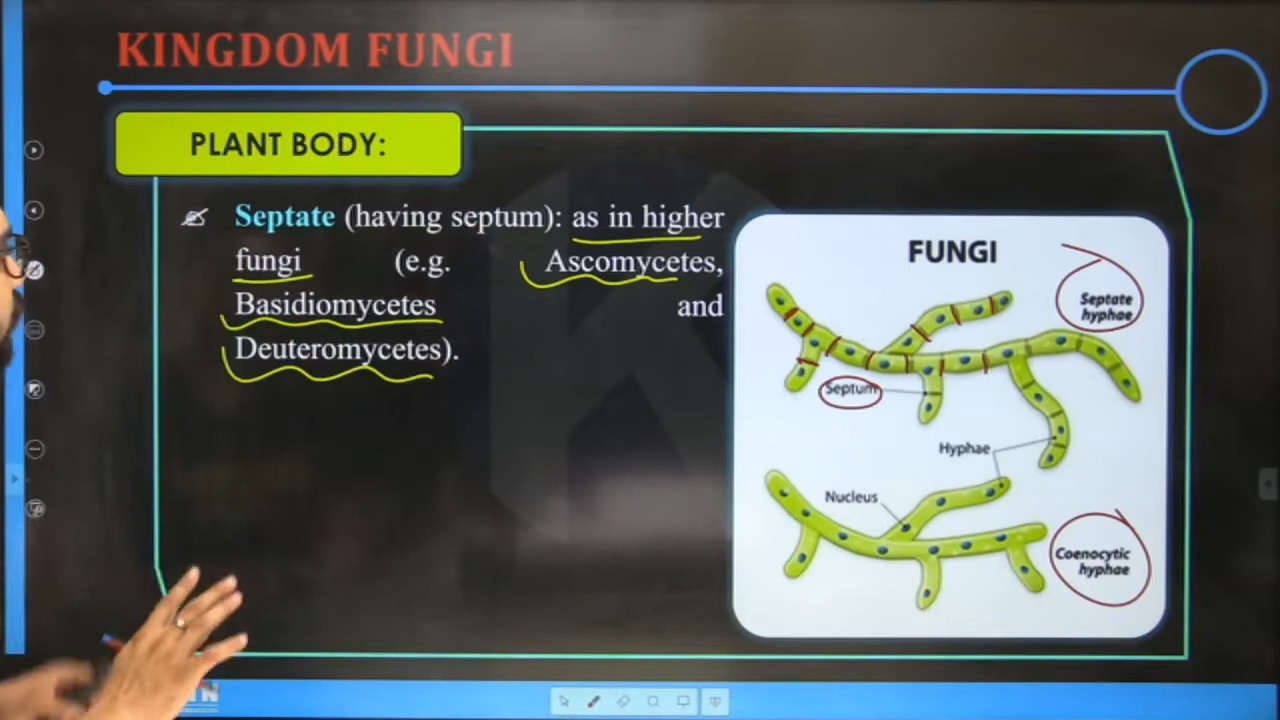 KINGDOM FUNGI
PLANT BODY:
Septate (having septum): as in higher
fungi (e.g. Ascomycetes,
Basidiomycetes and
Deuteromycetes).
FUNGI
Septate
hyphae
Septum
Hyphae
Nucleus
Coenocytic
hyphae